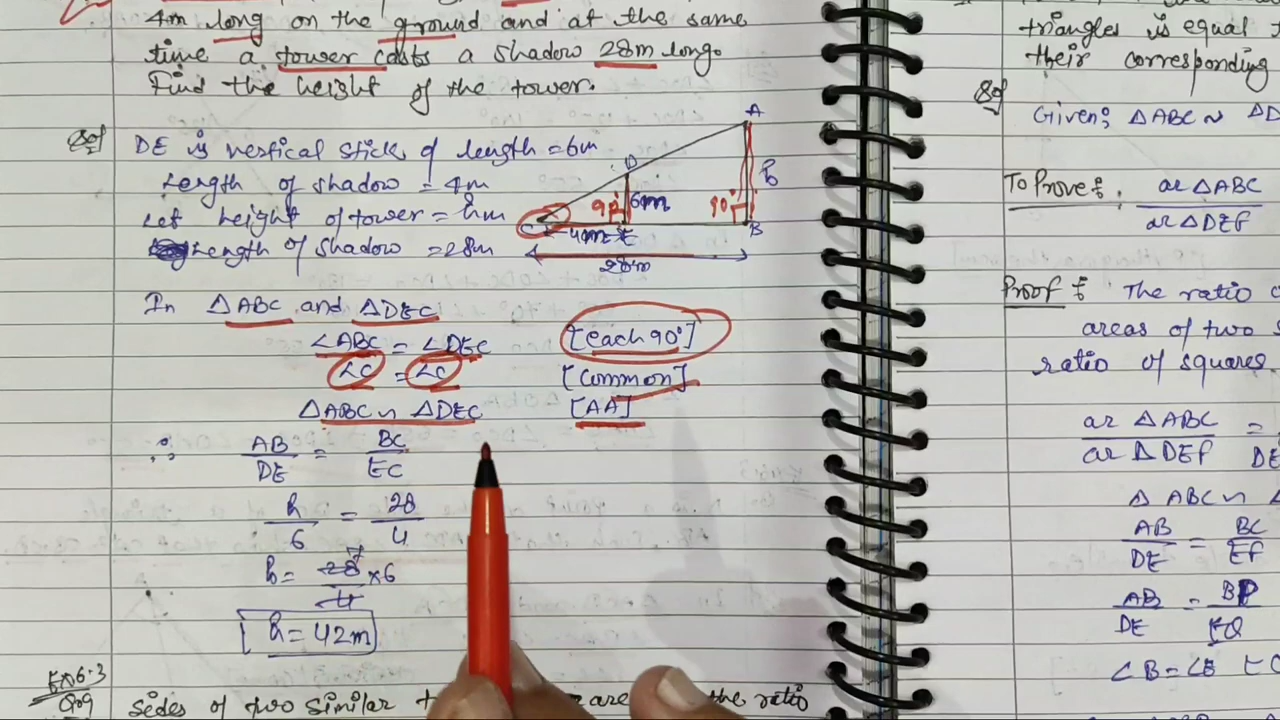 4m long on the ground and at the same
time a tower casts a shadow 28m long.
Find the height of the tower.
Sol
DE is vertical stick of length = 6m
Length of shadow = 4m
Let height of tower = hm
Length of shadow = 28m
A
D
h
90°
6m
90°
C
4m
E
B
28m
In △ABC and △DEC
∠ABC = ∠DEC [each 90°]
∠C = ∠C [common]
△ABC ~ △DEC [AA]
∴ AB/DE = BC/EC
h/6 = 28/4
h = 28/4 × 6
7
h = 42m
Ex 6.3
Q9
sides of two similar are the ratio
triangles is equal
their corresponding
Sol
Given: △ABC ~ △D
To Prove: ar △ABC / ar △DEF
Proof: The ratio
areas of two
ratio of squares
ar △ABC / ar △DEF =
DE
△ABC ~
AB/DE = BC/EF
AB/DE = BP/EQ
∠B = ∠E